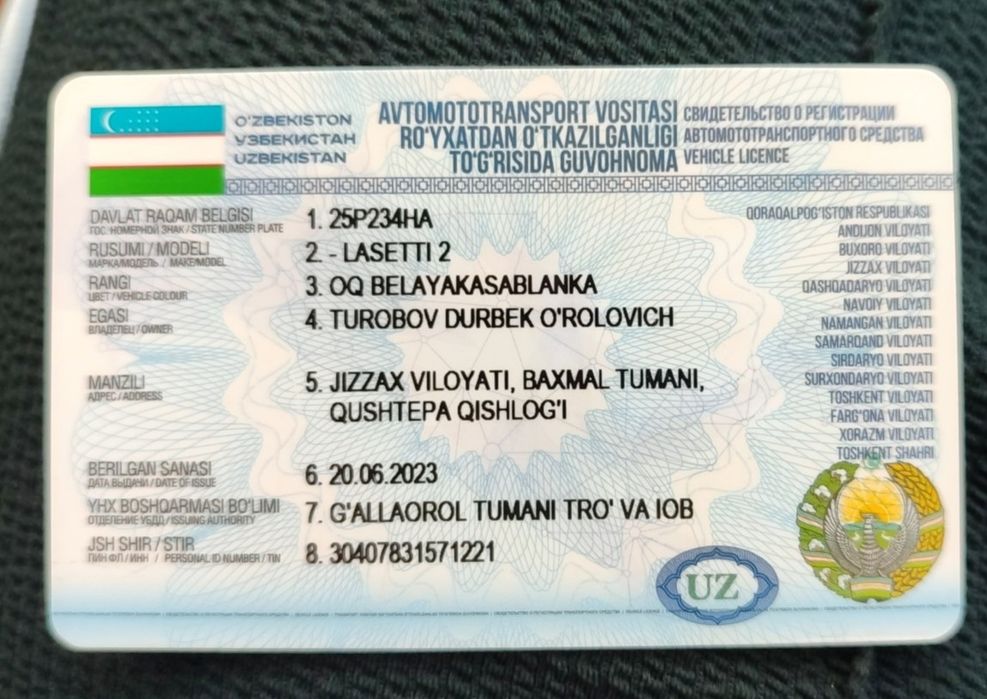 O'ZBEKISTON
УЗБЕКИСТАН
UZBEKISTAN
AVTOMOTOTRANSPORT VOSITASI
RO'YXATDAN O'TKAZILGANLIGI
TO'G'RISIDA GUVOHNOMA
СВИДЕТЕЛЬСТВО О РЕГИСТРАЦИИ
АВТОМОТОТРАНСПОРТНОГО СРЕДСТВА
VEHICLE LICENCE
DAVLAT RAQAM BELGISI
ГОС. НОМЕРНОЙ ЗНАК / STATE NUMBER PLATE
1. 25P234HA
RUSUMI / MODELI
МАРКА/МОДЕЛЬ / MAKE/MODEL
2. - LASETTI 2
RANGI
ЦВЕТ / VEHICLE COLOUR
3. OQ BELAYAKASABLANKA
EGASI
ВЛАДЕЛЕЦ / OWNER
4. TUROBOV DURBEK O'ROLOVICH
MANZILI
АДРЕС / ADDRESS
5. JIZZAX VILOYATI, BAXMAL TUMANI,
QUSHTEPA QISHLOG'I
BERILGAN SANASI
ДАТА ВЫДАЧИ / DATE OF ISSUE
6. 20.06.2023
YHX BOSHQARMASI BO'LIMI
ОТДЕЛЕНИЕ УБДД / ISSUING AUTHORITY
7. G'ALLAOROL TUMANI TRO' VA IOB
JSH SHIR / STIR
ПИНФЛ / ИНН / PERSONAL ID NUMBER / TIN
8. 30407831571221
QORAQALPOG'ISTON RESPUBLIKASI
ANDIJON VILOYATI
BUXORO VILOYATI
JIZZAX VILOYATI
QASHQADARYO VILOYATI
NAVOIY VILOYATI
NAMANGAN VILOYATI
SAMARQAND VILOYATI
SIRDARYO VILOYATI
SURXONDARYO VILOYATI
TOSHKENT VILOYATI
FARG'ONA VILOYATI
XORAZM VILOYATI
TOSHKENT SHAHRI
UZ